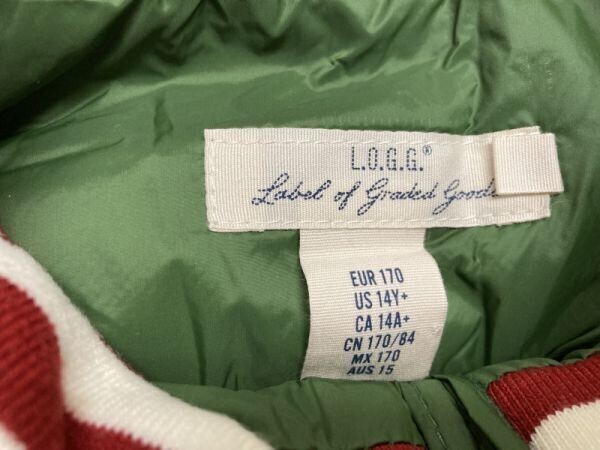 L.O.G.G.®
Label of Graded Goods
EUR 170
US 14Y+
CA 14A+
CN 170/84
MX 170
AUS 15